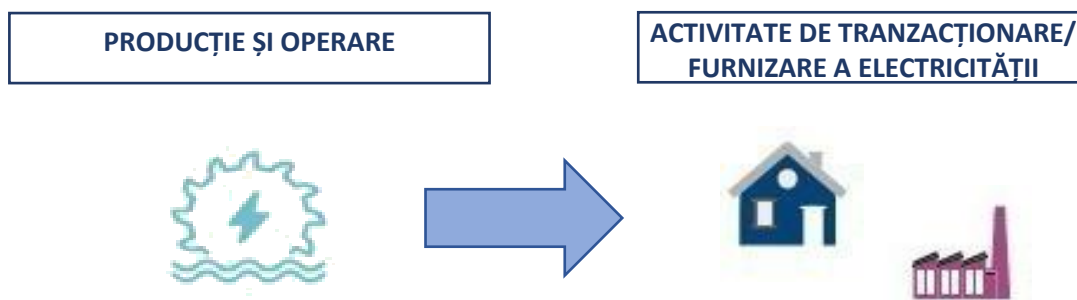 PRODUCȚIE ȘI OPERARE
ACTIVITATE DE TRANZACȚIONARE/
FURNIZARE A ELECTRICITĂȚII